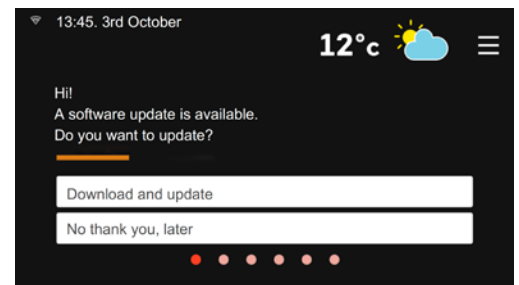 13:45. 3rd October
12°c
Hi!
A software update is available.
Do you want to update?
Download and update
No thank you, later